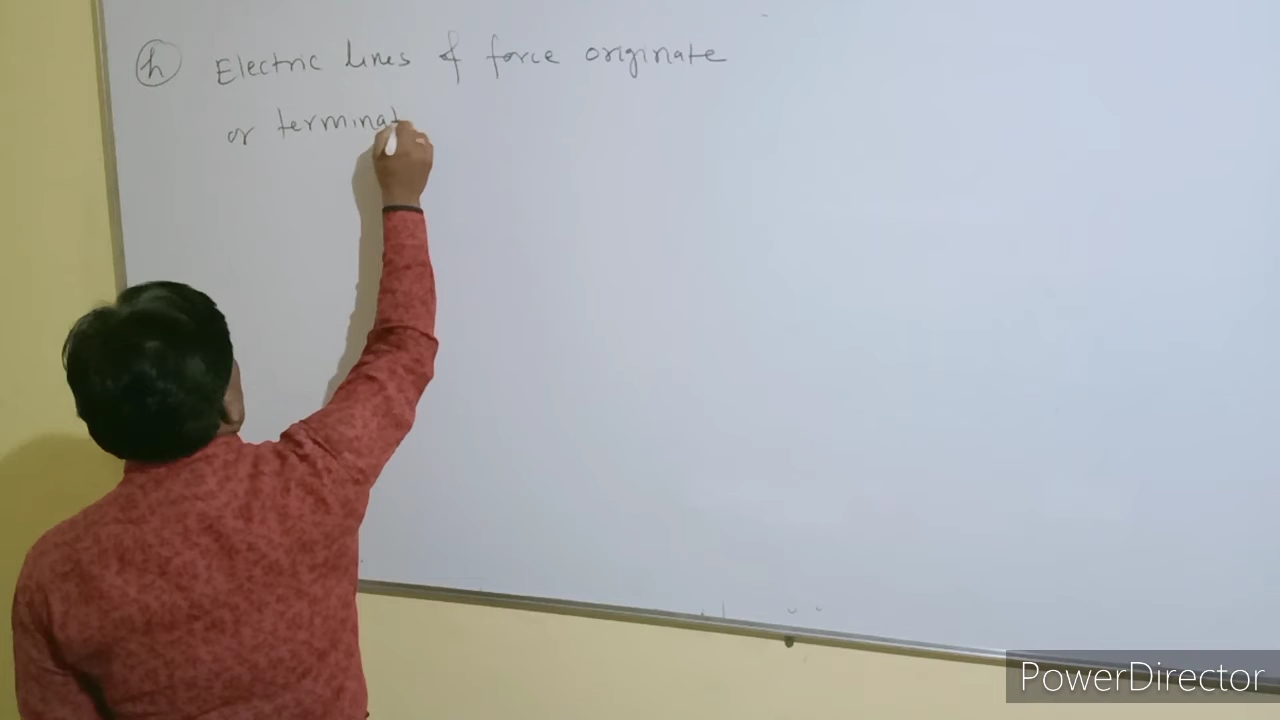 (h) Electric lines of force originate
or terminat
PowerDirector